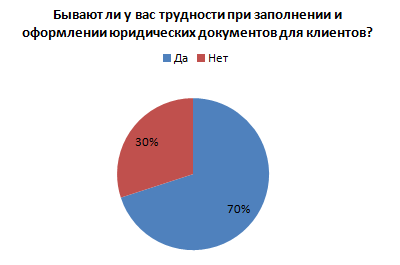 Бывают ли у вас трудности при заполнении и
оформлении юридических документов для клиентов?
Да Нет
30%
70%